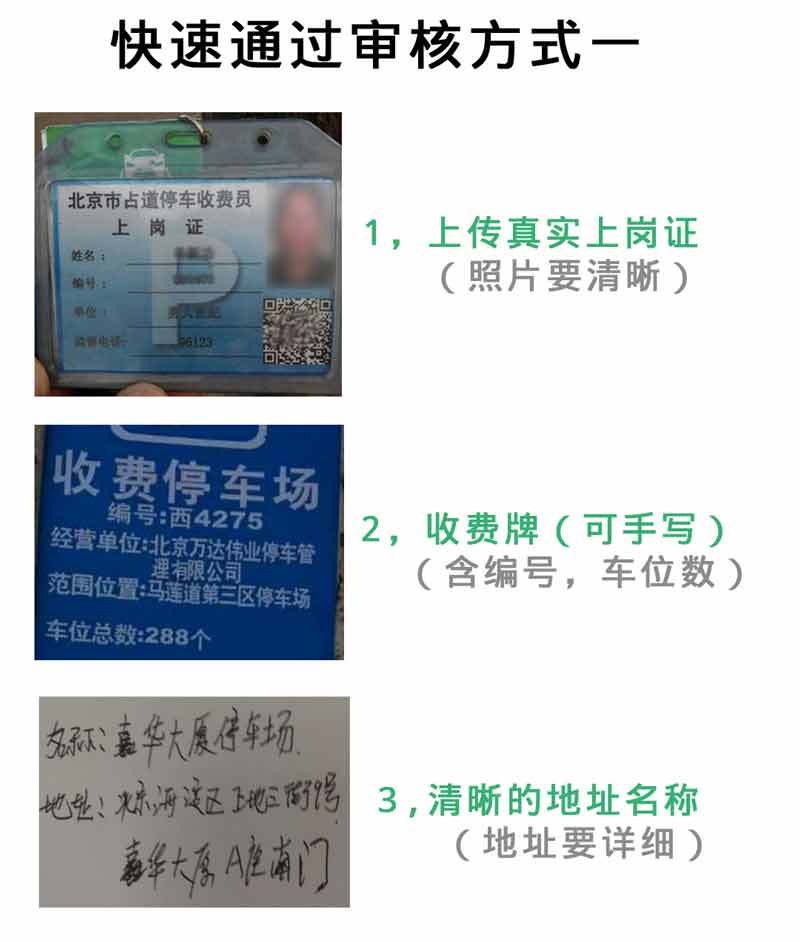 快速通过审核方式一
北京市占道停车收费员
上岗证
姓名：
编号：
单位：
监督电话: 96123
P
1，上传真实上岗证
（照片要清晰）
收费停车场
编号:西4275
经营单位:北京万达伟业停车管
理有限公司
范围位置:马连道第三区停车场
车位总数:288个
2，收费牌（可手写）
（含编号，车位数）
名称：嘉华大厦停车场
地址：北京海淀区上地三街9号
嘉华大厦A座南门
3,清晰的地址名称
（地址要详细）